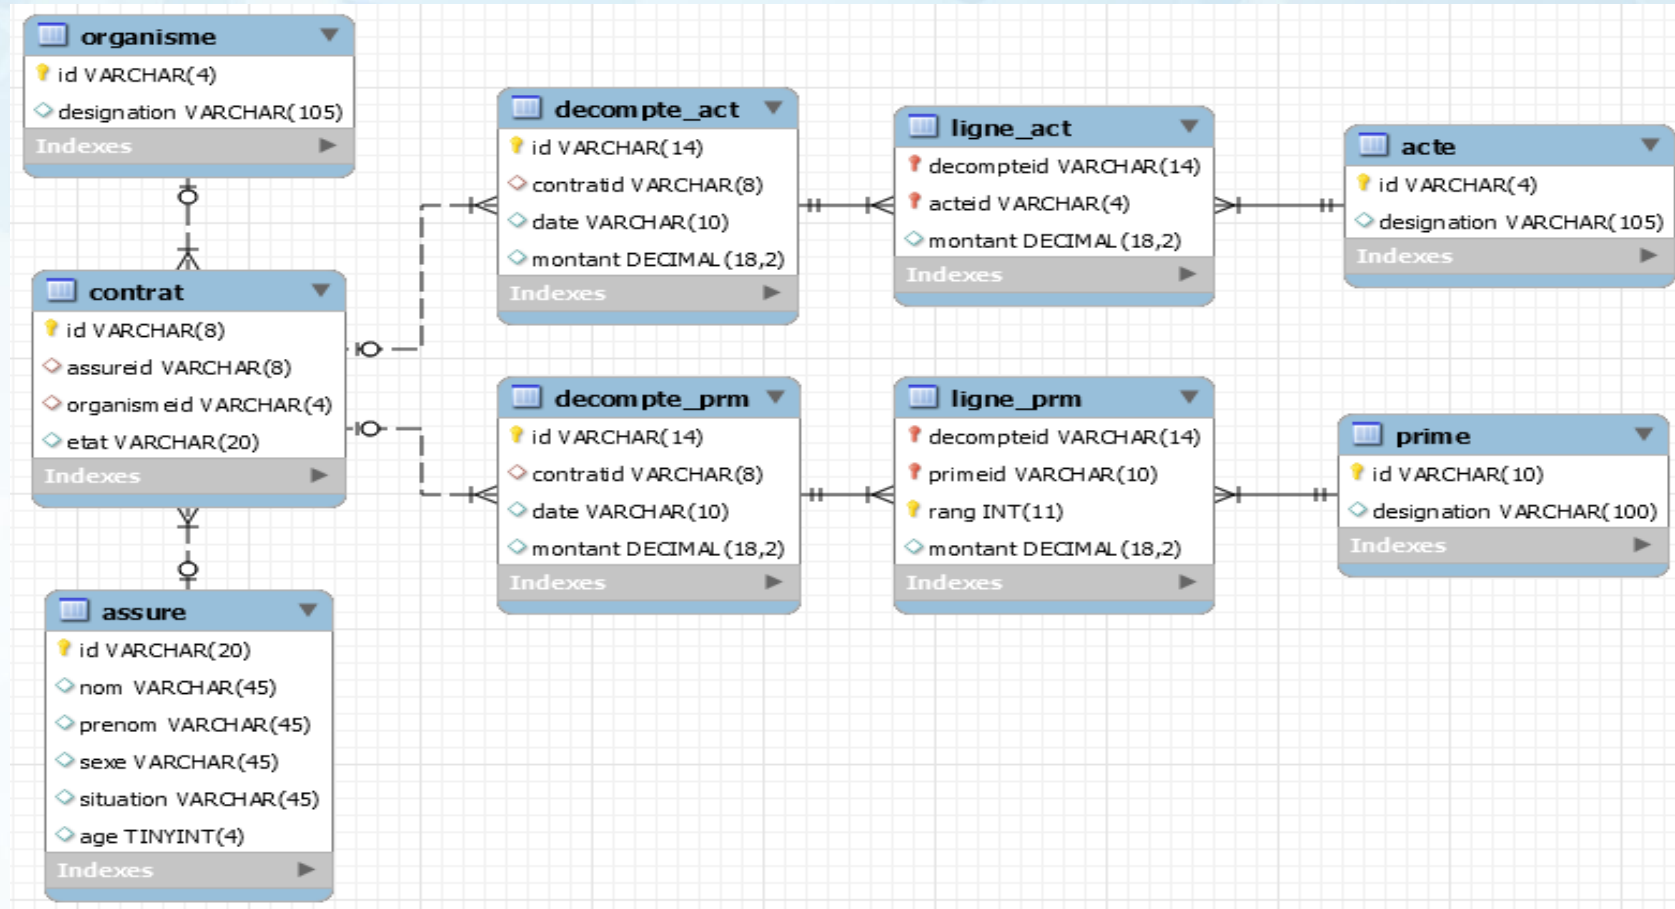 organisme
id VARCHAR(4)
designation VARCHAR(105)
Indexes
contrat
id VARCHAR(8)
assureid VARCHAR(8)
organismeid VARCHAR(4)
etat VARCHAR(20)
Indexes
assure
id VARCHAR(20)
nom VARCHAR(45)
prenom VARCHAR(45)
sexe VARCHAR(45)
situation VARCHAR(45)
age TINYINT(4)
Indexes
decompte_act
id VARCHAR(14)
contratid VARCHAR(8)
date VARCHAR(10)
montant DECIMAL(18,2)
Indexes
decompte_prm
id VARCHAR(14)
contratid VARCHAR(8)
date VARCHAR(10)
montant DECIMAL(18,2)
Indexes
ligne_act
decompteid VARCHAR(14)
acteid VARCHAR(4)
montant DECIMAL(18,2)
Indexes
ligne_prm
decompteid VARCHAR(14)
primeid VARCHAR(10)
rang INT(11)
montant DECIMAL(18,2)
Indexes
acte
id VARCHAR(4)
designation VARCHAR(105)
Indexes
prime
id VARCHAR(10)
designation VARCHAR(100)
Indexes